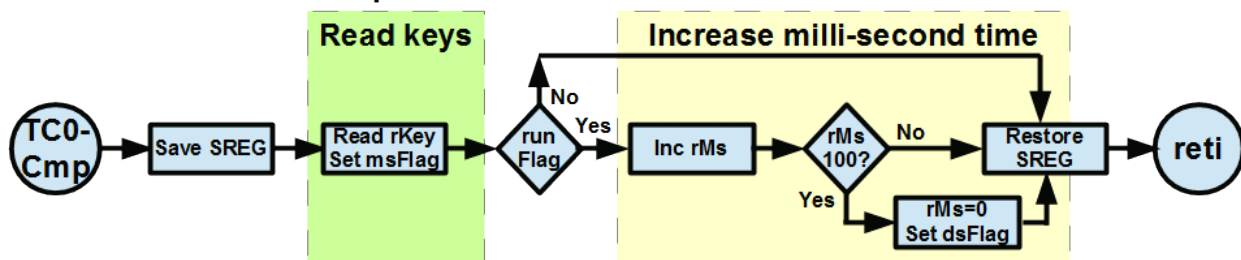 Read keys
Increase milli-second time
TC0-
Cmp
Save SREG
Read rKey
Set msFlag
run
Flag
No
Yes
Inc rMs
rMs
100?
No
Yes
rMs=0
Set dsFlag
Restore
SREG
reti